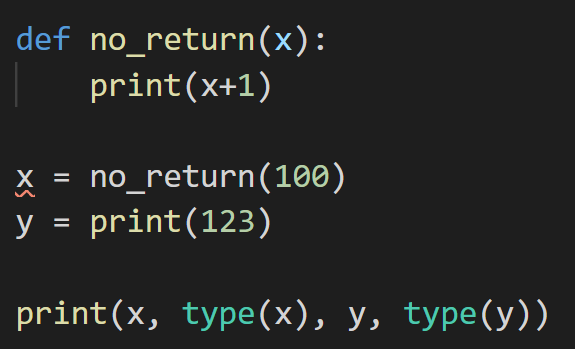 def no_return(x):
    print(x+1)
x = no_return(100)
y = print(123)
print(x, type(x), y, type(y))